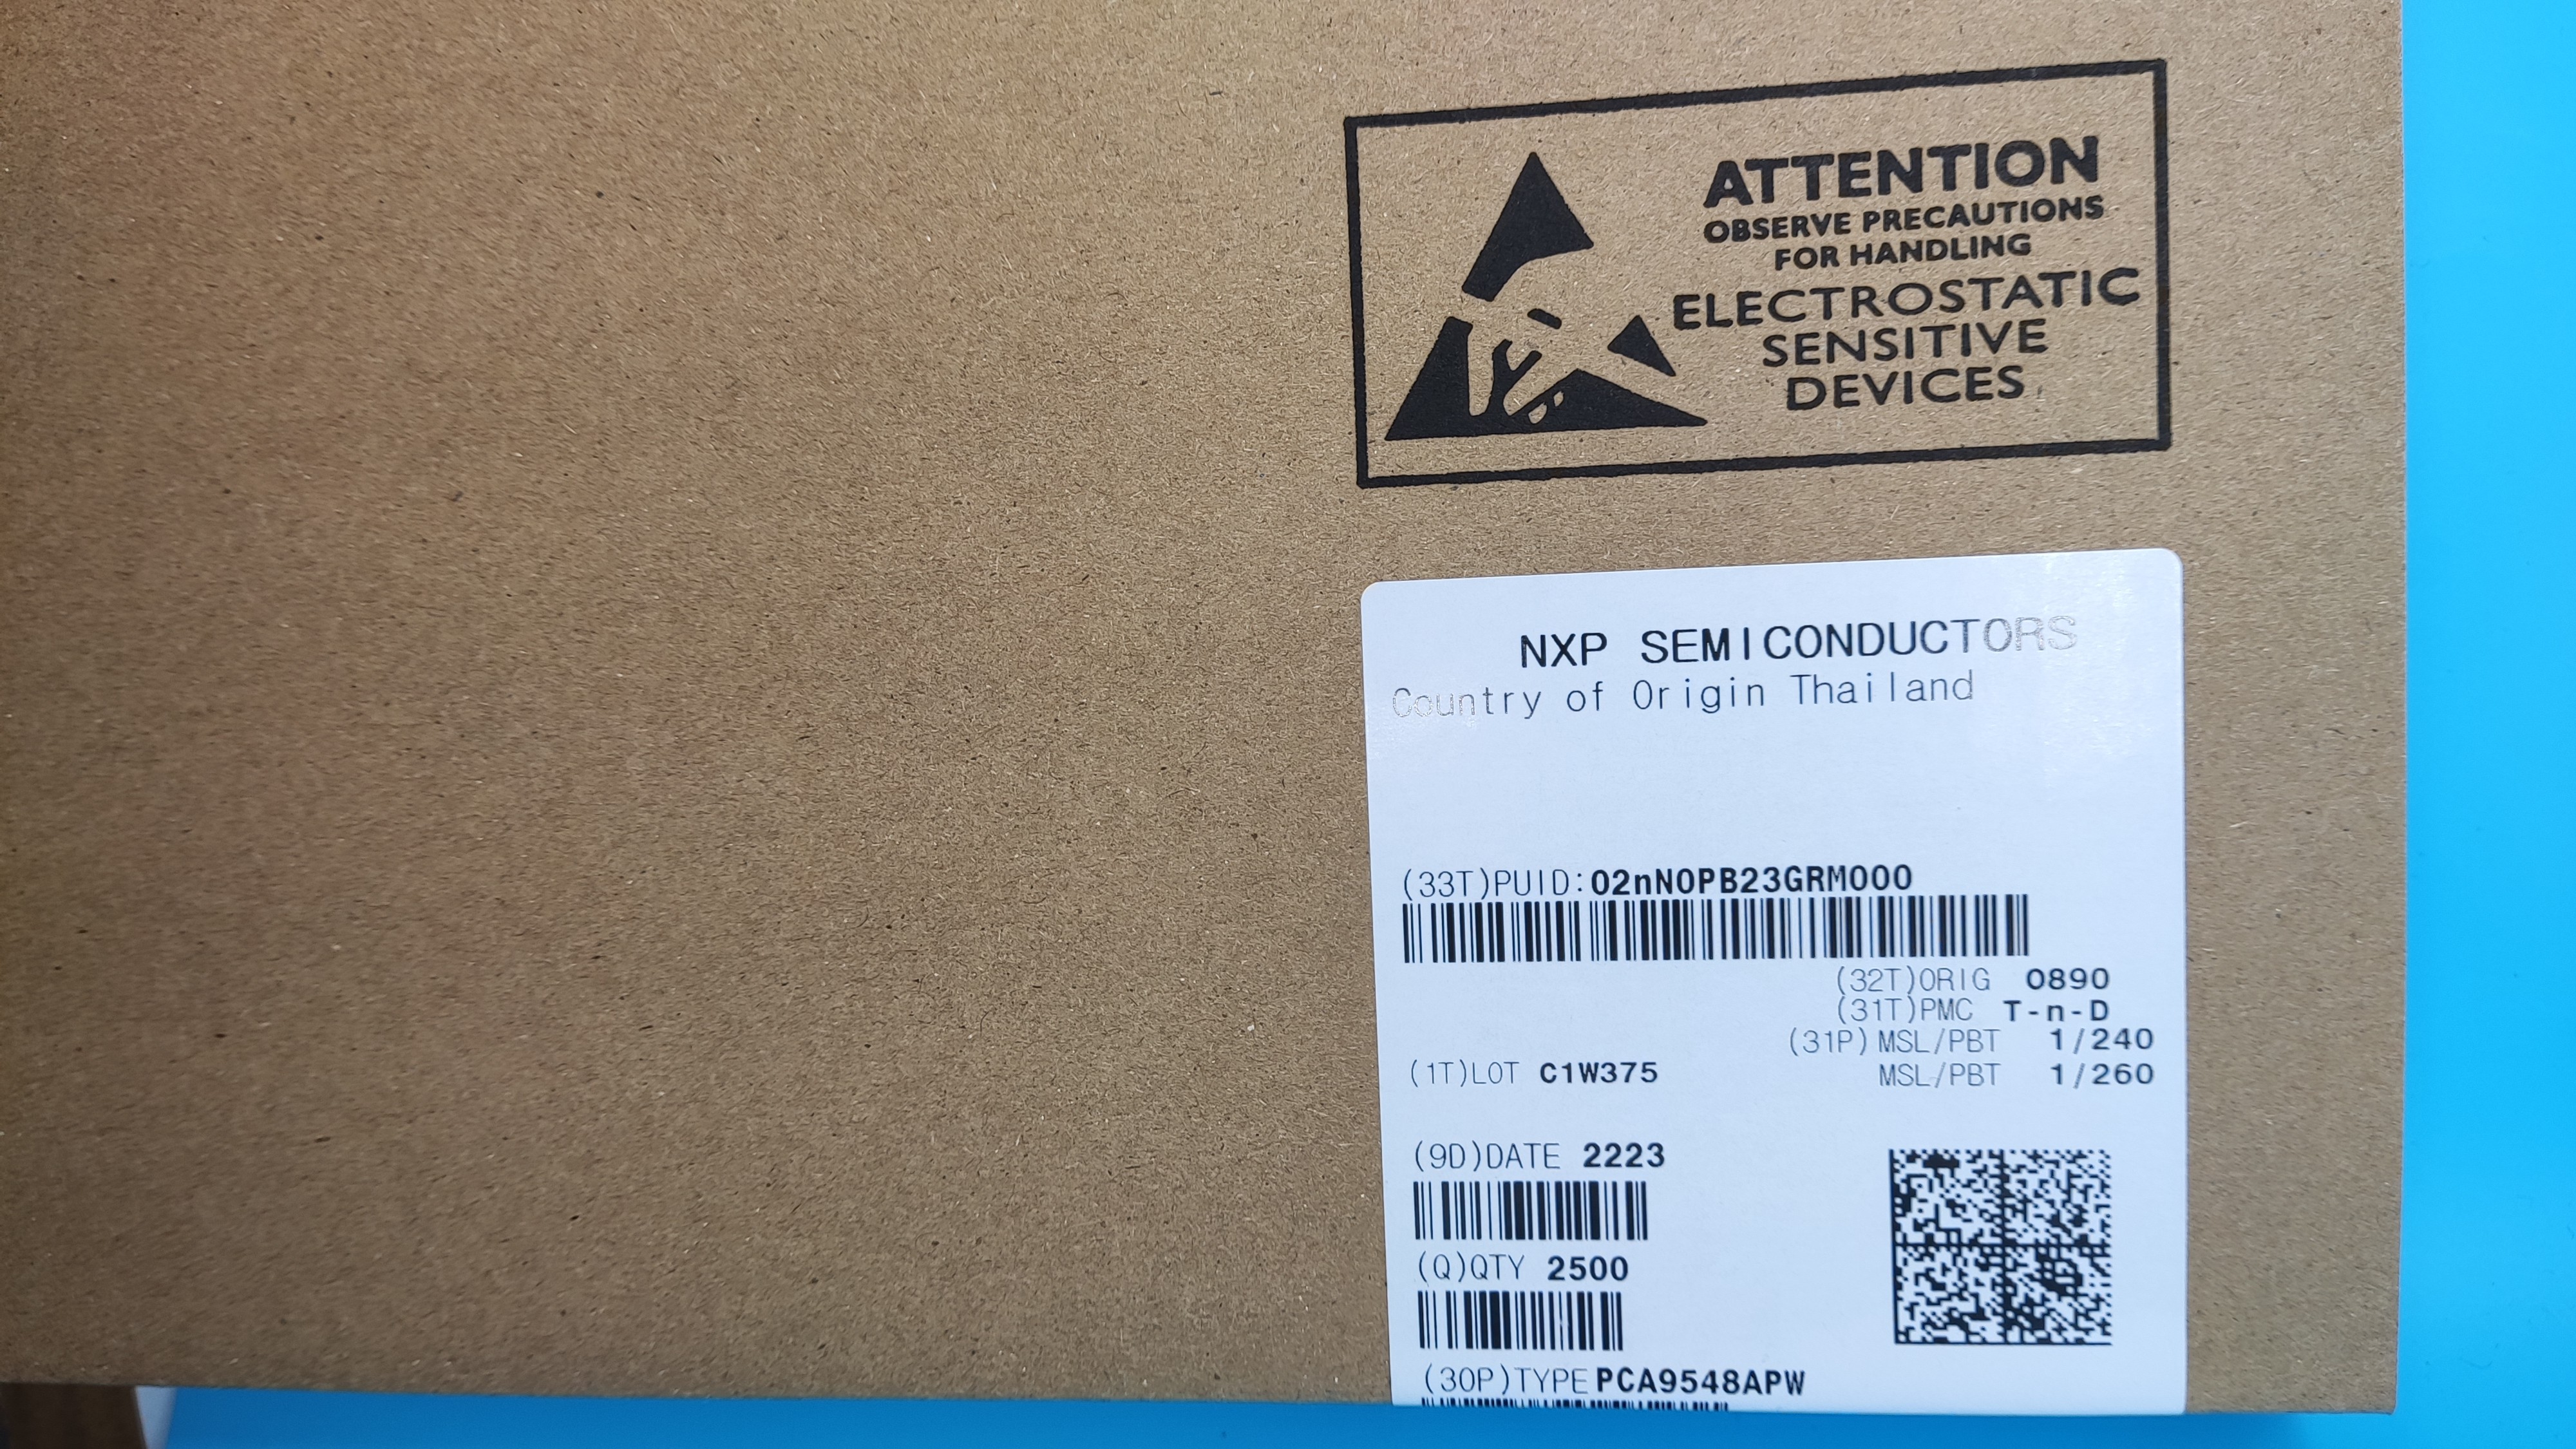 ATTENTION
OBSERVE PRECAUTIONS
FOR HANDLING
ELECTROSTATIC
SENSITIVE
DEVICES
NXP SEMICONDUCTORS
Country of Origin Thailand
(33T)PUID:02nN0PB23GRM000
(32T)ORIG 0890
(31T)PMC T-n-D
(31P)MSL/PBT 1/240
(1T)LOT C1W375 MSL/PBT 1/260
(9D)DATE 2223
(Q)QTY 2500
(30P)TYPE PCA9548APW